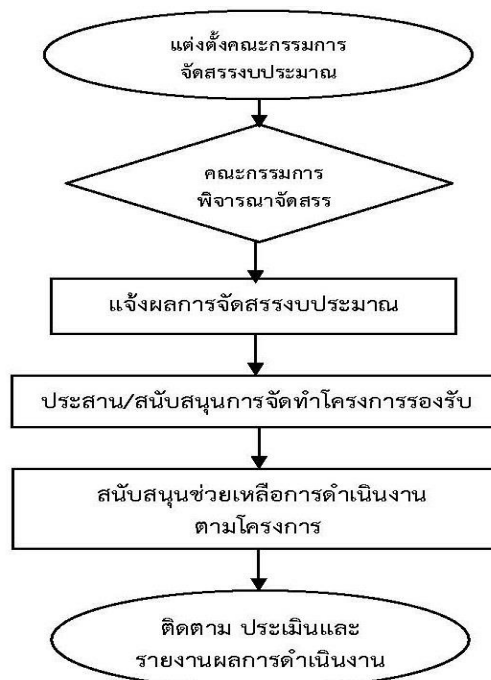 แต่งตั้งคณะกรรมการ
จัดสรรงบประมาณ
คณะกรรมการ
พิจารณาจัดสรร
แจ้งผลการจัดสรรงบประมาณ
ประสาน/สนับสนุนการจัดทำโครงการรองรับ
สนับสนุนช่วยเหลือการดำเนินงาน
ตามโครงการ
ติดตาม ประเมินและ
รายงานผลการดำเนินงาน